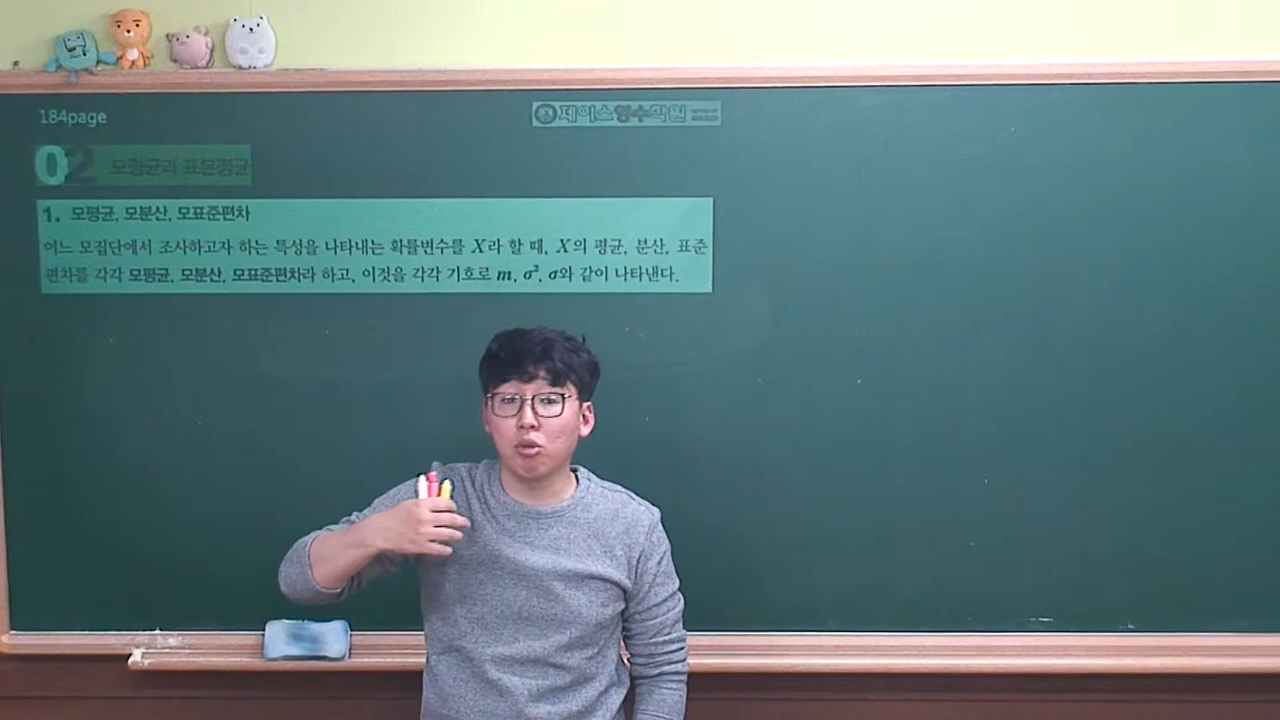 184page
제이스영수학원
02 모평균과 표본평균
1. 모평균, 모분산, 모표준편차
어느 모집단에서 조사하고자 하는 특성을 나타내는 확률변수를 X라 할 때, X의 평균, 분산, 표준
편차를 각각 모평균, 모분산, 모표준편차라 하고, 이것을 각각 기호로 m, σ², σ와 같이 나타낸다.